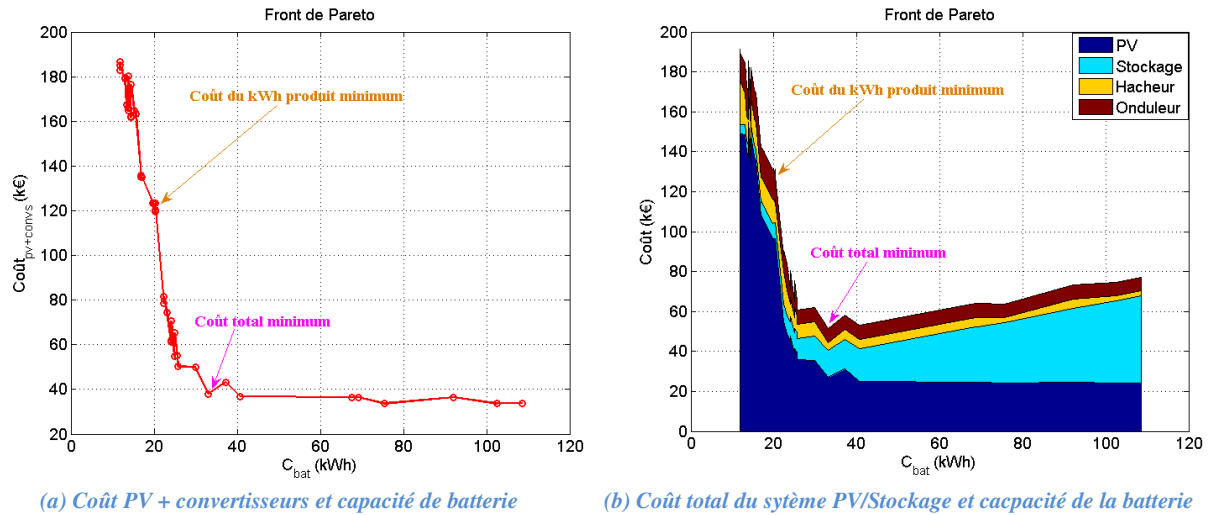 Front de Pareto
200
180
160
140
120
100
80
60
40
20
0
20
40
60
80
100
120
Coût_pv+convs (k€)
C_bat (kWh)
Coût du kWh produit minimum
Coût total minimum
(a) Coût PV + convertisseurs et capacité de batterie
Front de Pareto
200
180
160
140
120
100
80
60
40
20
0
0
20
40
60
80
100
120
Coût (k€)
C_bat (kWh)
PV
Stockage
Hacheur
Onduleur
Coût du kWh produit minimum
Coût total minimum
(b) Coût total du sytème PV/Stockage et cacpacité de la batterie